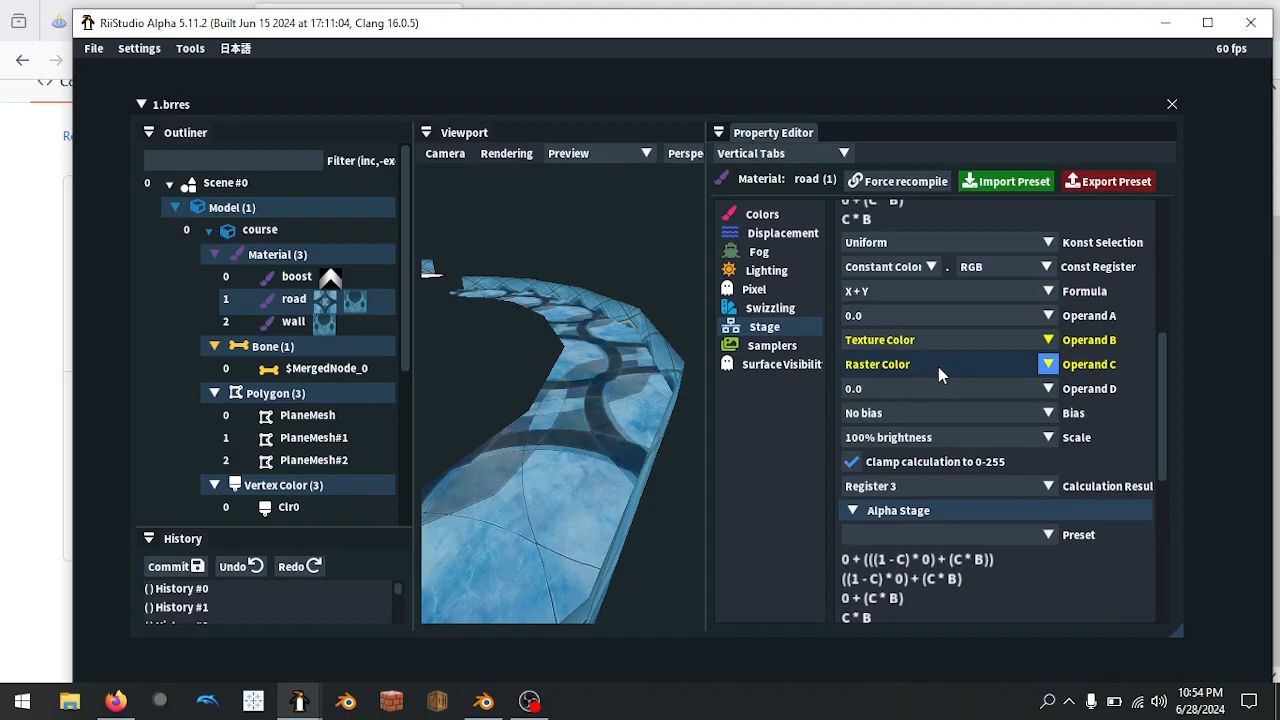 RiiStudio Alpha 5.11.2 (Built Jun 15 2024 at 17:11:04, Clang 16.0.5)
File Settings Tools 日本語 60 fps
1.brres
Outliner
Filter (inc,-ex
0 Scene #0
Model (1)
0 course
Material (3)
0 boost
1 road
2 wall
Bone (1)
0 $MergedNode_0
Polygon (3)
0 PlaneMesh
1 PlaneMesh#1
2 PlaneMesh#2
Vertex Color (3)
0 Clr0
History
Commit Undo Redo
( ) History #0
( ) History #1
Viewport
Camera Rendering Preview Perspe
Property Editor
Vertical Tabs
Material: road (1) Force recompile Import Preset Export Preset
Colors
Displacement
Fog
Lighting
Pixel
Swizzling
Stage
Samplers
Surface Visibilit
0 + (C * B)
C * B
Uniform Konst Selection
Constant Color . RGB Const Register
X + Y Formula
0.0 Operand A
Texture Color Operand B
Raster Color Operand C
0.0 Operand D
No bias Bias
100% brightness Scale
Clamp calculation to 0-255
Register 3 Calculation Resul
Alpha Stage
Preset
0 + (((1 - C) * 0) + (C * B))
((1 - C) * 0) + (C * B)
0 + (C * B)
C * B
10:54 PM
6/28/2024